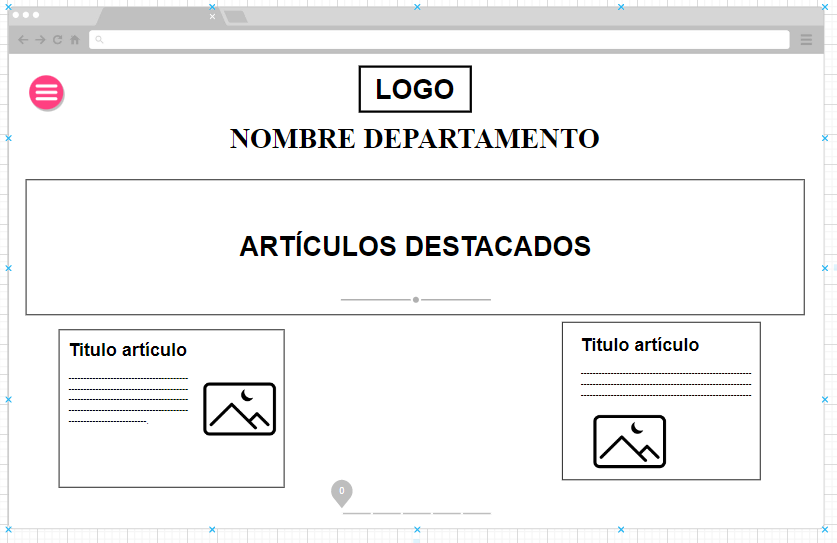 LOGO
NOMBRE DEPARTAMENTO
ARTÍCULOS DESTACADOS
Titulo artículo
Titulo artículo
0